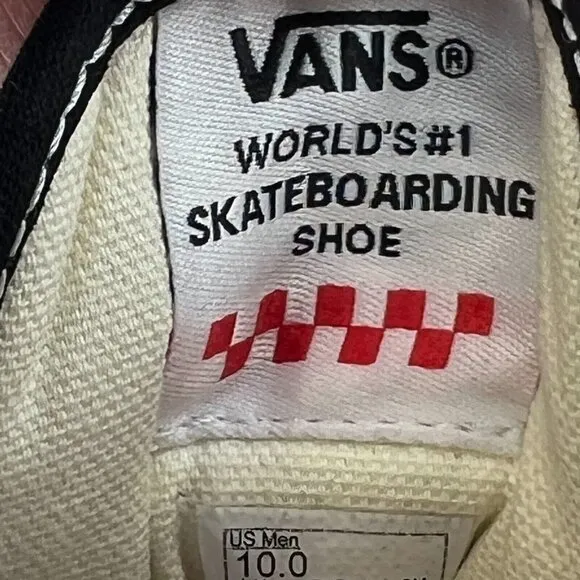 VANS®
WORLD'S #1
SKATEBOARDING
SHOE
US Men
10.0